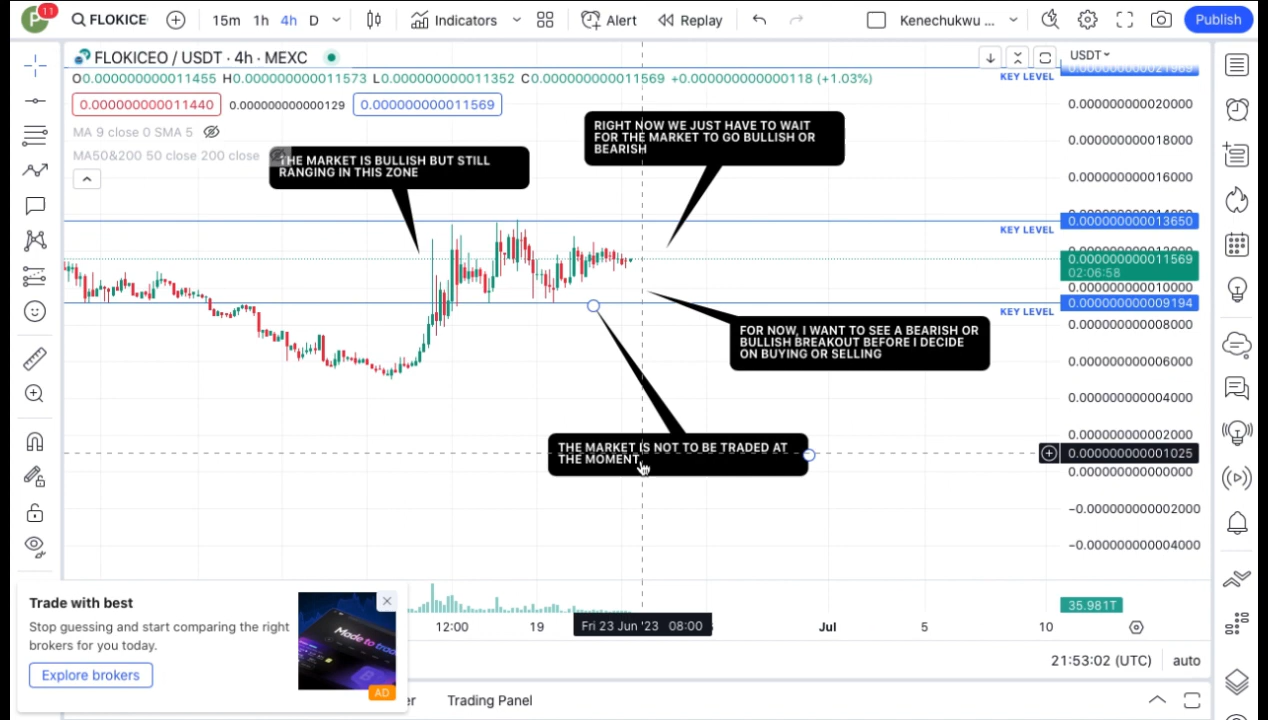 P
11
FLOKICE
15m 1h 4h D
Indicators
Alert
Replay
Kenechukwu ...
Publish
FLOKICEO / USDT · 4h · MEXC
USDT
O0.000000000011455 H0.000000000011573 L0.000000000011352 C0.000000000011569 +0.000000000000118 (+1.03%)
KEY LEVEL
0.000000000011440
0.000000000000129
0.000000000011569
0.000000000020000
MA 9 close 0 SMA 5
RIGHT NOW WE JUST HAVE TO WAIT
FOR THE MARKET TO GO BULLISH OR
BEARISH
0.000000000018000
MA50&200 50 close 200 close
THE MARKET IS BULLISH BUT STILL
RANGING IN THIS ZONE
0.000000000016000
0.000000000013650
KEY LEVEL
0.000000000011569
02:06:58
0.000000000010000
0.000000000009194
KEY LEVEL
0.000000000008000
FOR NOW, I WANT TO SEE A BEARISH OR
BULLISH BREAKOUT BEFORE I DECIDE
ON BUYING OR SELLING
0.000000000006000
0.000000000004000
0.000000000002000
THE MARKET IS NOT TO BE TRADED AT
THE MOMENT
0.000000000001025
0.000000000000000
−0.000000000002000
−0.000000000004000
Trade with best
Stop guessing and start comparing the right
brokers for you today.
Explore brokers
Made to trad
AD
35.981T
12:00
19
Fri 23 Jun '23 08:00
Jul
5
10
21:53:02 (UTC)
auto
er
Trading Panel